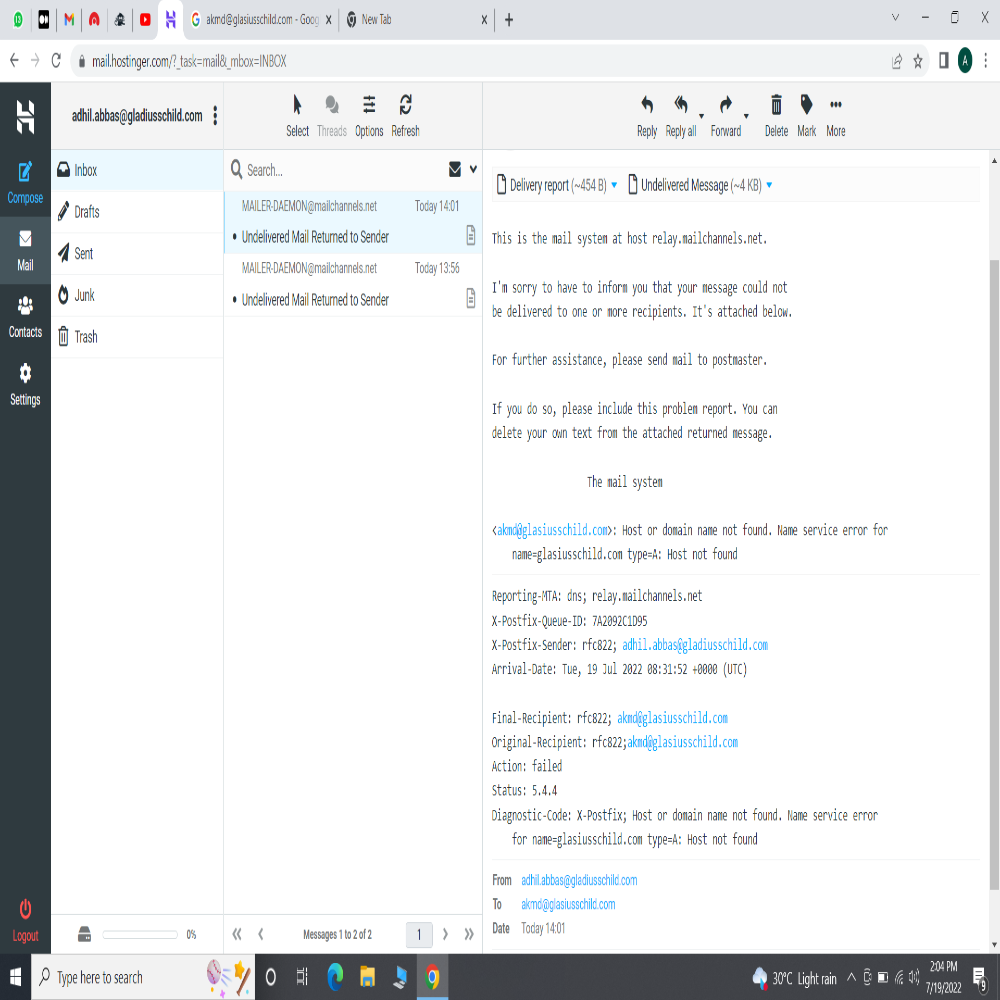 akmd@glasiusschild.com - Goog
New Tab
mail.hostinger.com/?_task=mail&_mbox=INBOX
A
adhil.abbas@gladiusschild.com
Select
Threads
Options
Refresh
Reply
Reply all
Forward
Delete
Mark
More
Compose
Mail
Contacts
Settings
Logout
Inbox
Drafts
Sent
Junk
Trash
0%
Search...
MAILER-DAEMON@mailchannels.net Today 14:01
Undelivered Mail Returned to Sender
MAILER-DAEMON@mailchannels.net Today 13:56
Undelivered Mail Returned to Sender
Messages 1 to 2 of 2
1
Delivery report (~454 B)
Undelivered Message (~4 KB)
This is the mail system at host relay.mailchannels.net.
I'm sorry to have to inform you that your message could not
be delivered to one or more recipients. It's attached below.
For further assistance, please send mail to postmaster.
If you do so, please include this problem report. You can
delete your own text from the attached returned message.
The mail system
<akmd@glasiusschild.com>: Host or domain name not found. Name service error for
name=glasiusschild.com type=A: Host not found
Reporting-MTA: dns; relay.mailchannels.net
X-Postfix-Queue-ID: 7A2092C1D95
X-Postfix-Sender: rfc822; adhil.abbas@gladiusschild.com
Arrival-Date: Tue, 19 Jul 2022 08:31:52 +0000 (UTC)
Final-Recipient: rfc822; akmd@glasiusschild.com
Original-Recipient: rfc822;akmd@glasiusschild.com
Action: failed
Status: 5.4.4
Diagnostic-Code: X-Postfix; Host or domain name not found. Name service error
for name=glasiusschild.com type=A: Host not found
From adhil.abbas@gladiusschild.com
To akmd@glasiusschild.com
Date Today 14:01
Type here to search
30°C Light rain
2:04 PM
7/19/2022
9